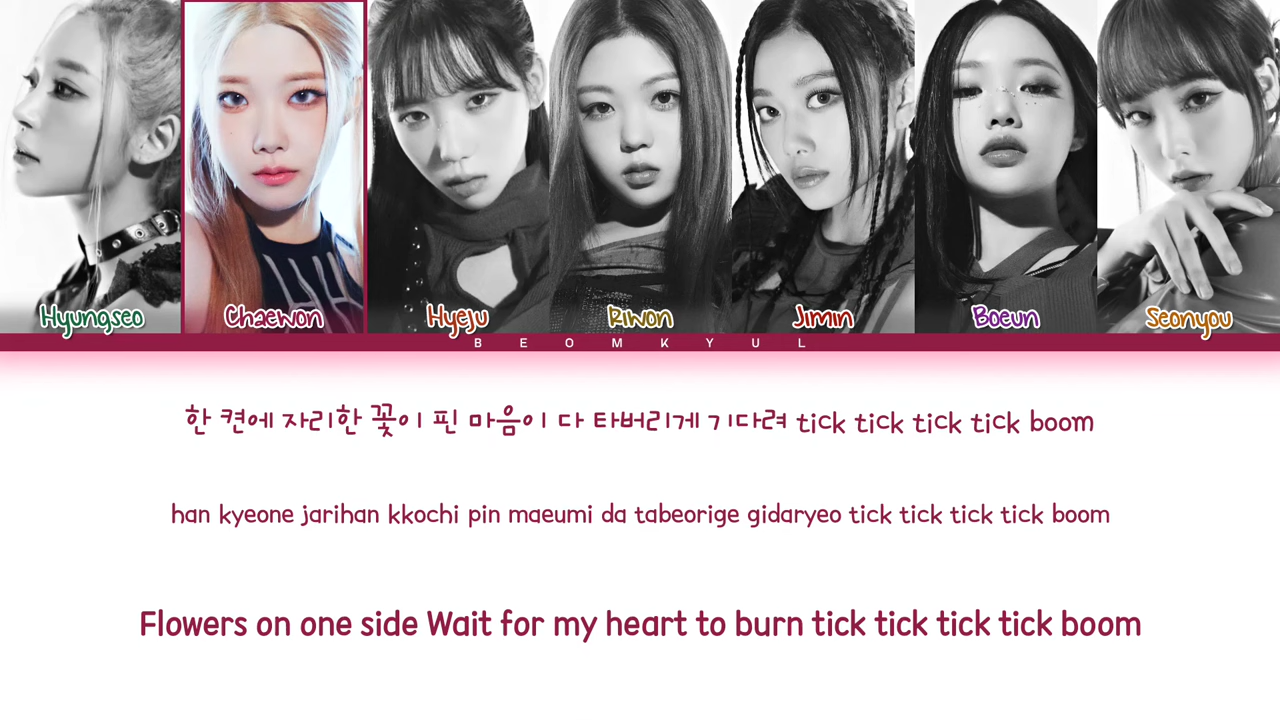 Hyungseo Chaewon Hyeju Riwon Jimin Boeun Seonyou
BEOMKYUL
한 켠에 자리한 꽃이 핀 마음이 다 타버리게 기다려 tick tick tick tick boom
han kyeone jarihan kkochi pin maeumi da tabeorige gidaryeo tick tick tick tick boom
Flowers on one side Wait for my heart to burn tick tick tick tick boom